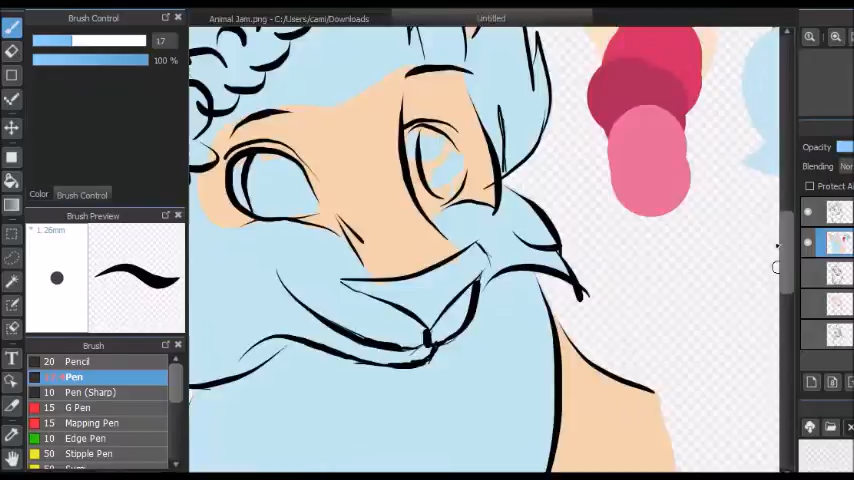 Brush Control
Animal Jam.png - C:/Users/cami/Downloads
Untitled
17
100 %
Opacity
Blending
Protect Al
Color
Brush Control
Brush Preview
* 1.26mm
Brush
20 Pencil
Pen
10 Pen (Sharp)
15 G Pen
15 Mapping Pen
10 Edge Pen
50 Stipple Pen
T